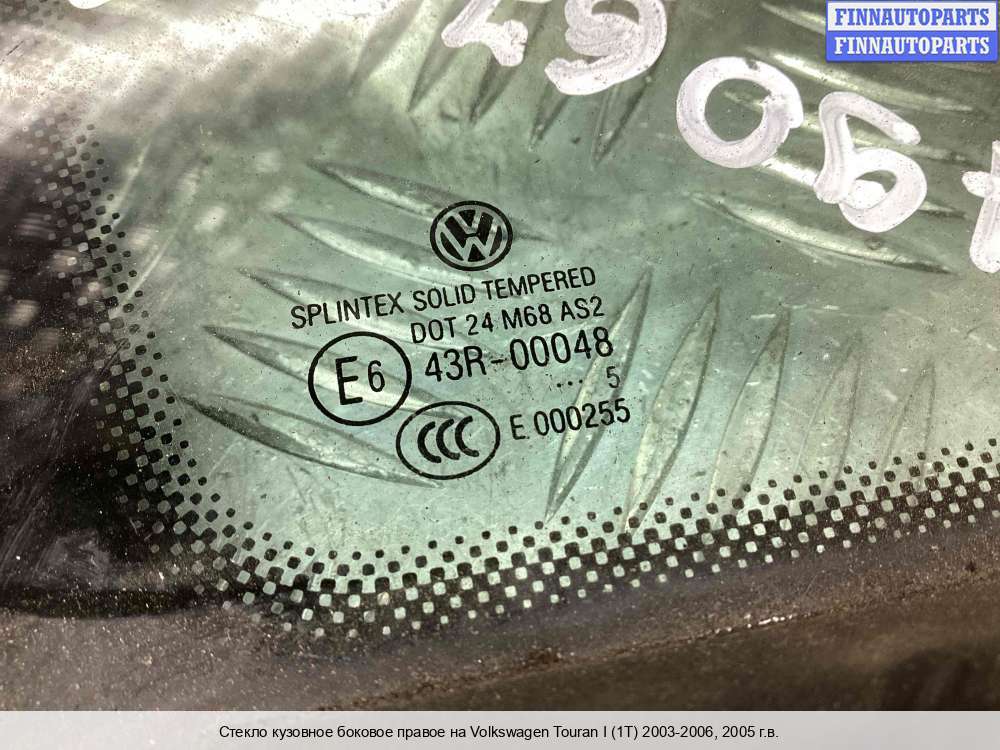 FINNAUTOPARTS
FINNAUTOPARTS
SPLINTEX SOLID TEMPERED
DOT 24 M68 AS2
E6 43R-00048
... 5
CCC E 000255
Стекло кузовное боковое правое на Volkswagen Touran I (1T) 2003-2006, 2005 г.в.